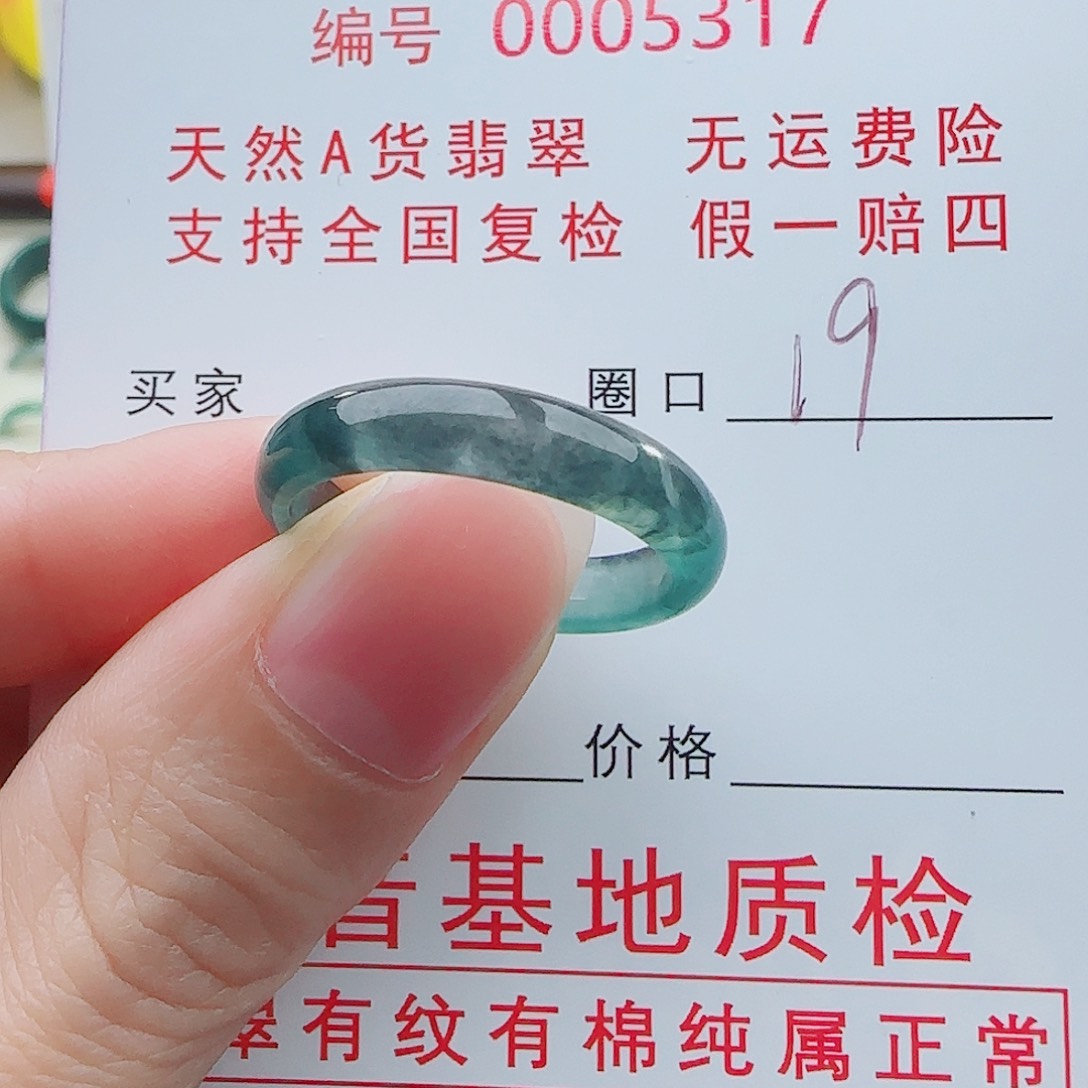 编号 0005317
天然A货翡翠 无运费险
支持全国复检 假一赔四
买家 圈口 19
价格
基地质检
翠有纹有棉纯属正常